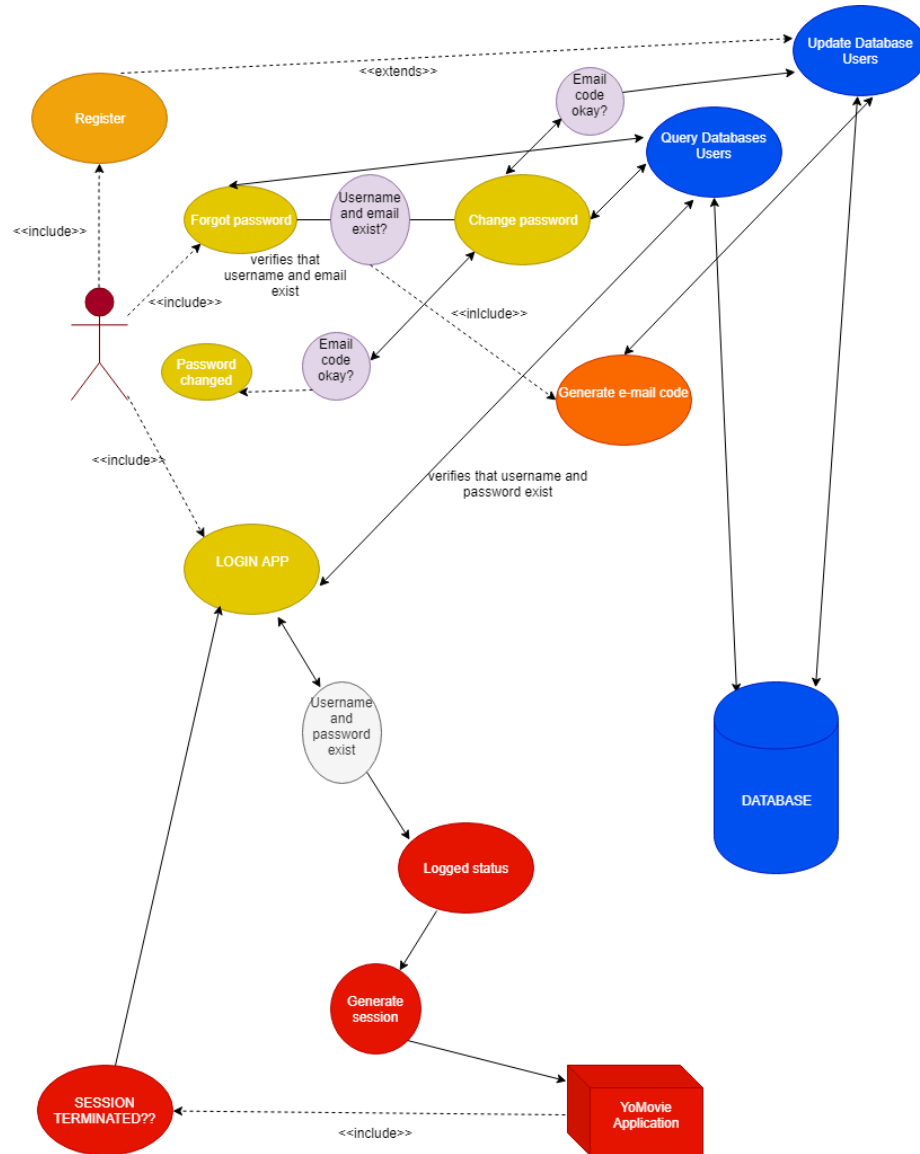 Update Database
Users
<<extends>>
Email
code
okay?
Register
Query Databases
Users
Username
and email
exist?
Forgot password
Change password
<<include>>
verifies that
username and email
exist
<<include>>
<<inlclude>>
Email
code
okay?
Password
changed
Generate e-mail code
<<include>>
verifies that username and
password exist
LOGIN APP
Username
and
password
exist
DATABASE
Logged status
Generate
session
SESSION
TERMINATED??
YoMovie
Application
<<include>>